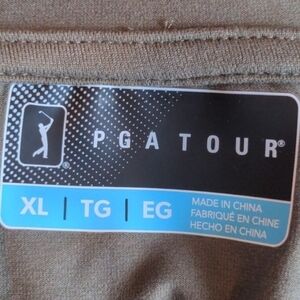 PGA TOUR®
®
XL | TG | EG
MADE IN CHINA
FABRIQUÉ EN CHINE
HECHO EN CHINA